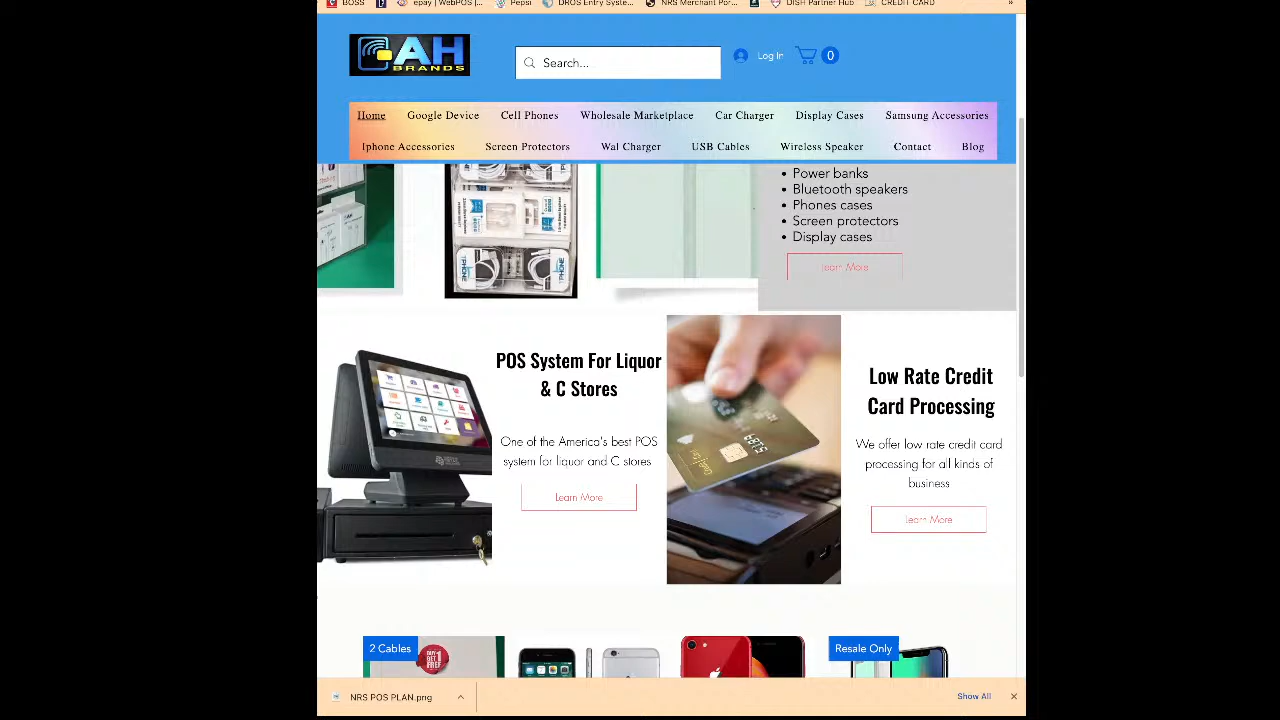 BOSS epay | WebPOS |... Pepsi DROS Entry Syste... NRS Merchant Por... DISH Partner Hub CREDIT CARD »
AH
BRANDS
Search...
Log In
0
Home Google Device Cell Phones Wholesale Marketplace Car Charger Display Cases Samsung Accessories
Iphone Accessories Screen Protectors Wal Charger USB Cables Wireless Speaker Contact Blog
• Power banks
• Bluetooth speakers
• Phones cases
• Screen protectors
• Display cases
Learn More
POS System For Liquor
& C Stores
One of the America's best POS
system for liquor and C stores
Learn More
Low Rate Credit
Card Processing
We offer low rate credit card
processing for all kinds of
business
Learn More
2 Cables
BUY
GET 1
FREE
Resale Only
NRS POS PLAN.png
Show All